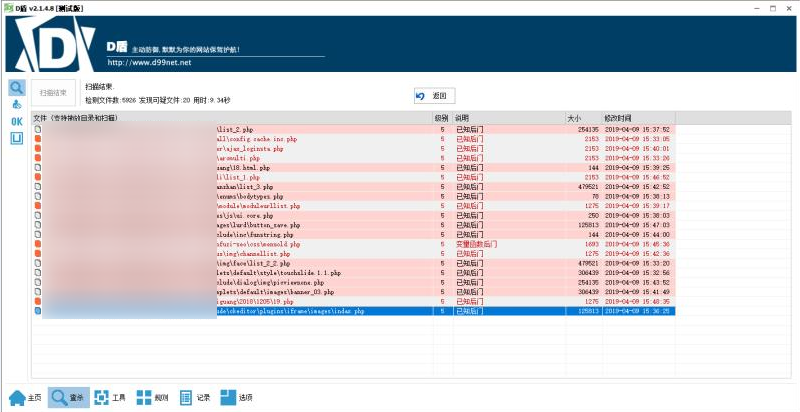 D盾 v2.1.4.8 [测试版]
D盾 主动防御,默默为你的网站保驾护航!
http://www.d99net.net
扫描结束
扫描结束.
检测文件数:5926 发现可疑文件:20 用时:9.34秒
返回
OK
文件 (支持拖放目录和扫描) 级别 说明 大小 修改时间
\list_2.php 5 已知后门 254135 2019-04-09 15:37:52
all\config.cache.inc.php 5 已知后门 2153 2019-04-09 15:33:05
er\ajax_loginsta.php 5 已知后门 2153 2019-04-09 15:40:01
\arcmulti.php 5 已知后门 2153 2019-04-09 15:33:26
uang\18.html.php 5 已知后门 144 2019-04-09 15:39:25
li\list_1.php 5 已知后门 2153 2019-04-09 15:46:52
anzhan\list_3.php 5 已知后门 479521 2019-04-09 15:42:52
\enums\bodytypes.php 5 已知后门 78 2019-04-09 15:38:13
\module\moduleurllist.php 5 已知后门 1275 2019-04-09 15:39:17
es\js\ui.core.php 5 已知后门 250 2019-04-09 15:38:03
ages\lurd\button_save.php 5 已知后门 125813 2019-04-09 15:47:03
lude\inc\funstring.php 5 已知后门 144 2019-04-09 15:44:00
nfuzi-seo\css\menuold.php 5 变量函数后门 1693 2019-04-09 15:45:36
us\img\channellist.php 5 已知后门 1275 2019-04-09 15:42:36
\img\face\list_2_2.php 5 已知后门 479521 2019-04-09 15:33:20
plets\default\style\touchslide.1.1.php 5 已知后门 306439 2019-04-09 15:32:56
clude\dialog\img\picviewnone.php 5 已知后门 254135 2019-04-09 15:43:52
mplets\default\images\banner_03.php 5 已知后门 306439 2019-04-09 15:41:49
iguang\2018\1205\19.php 5 已知后门 1275 2019-04-09 15:48:35
ude\ckeditor\plugins\iframe\images\indax.php 5 已知后门 125813 2019-04-09 15:36:25
主页 查杀 工具 规则 记录 选项